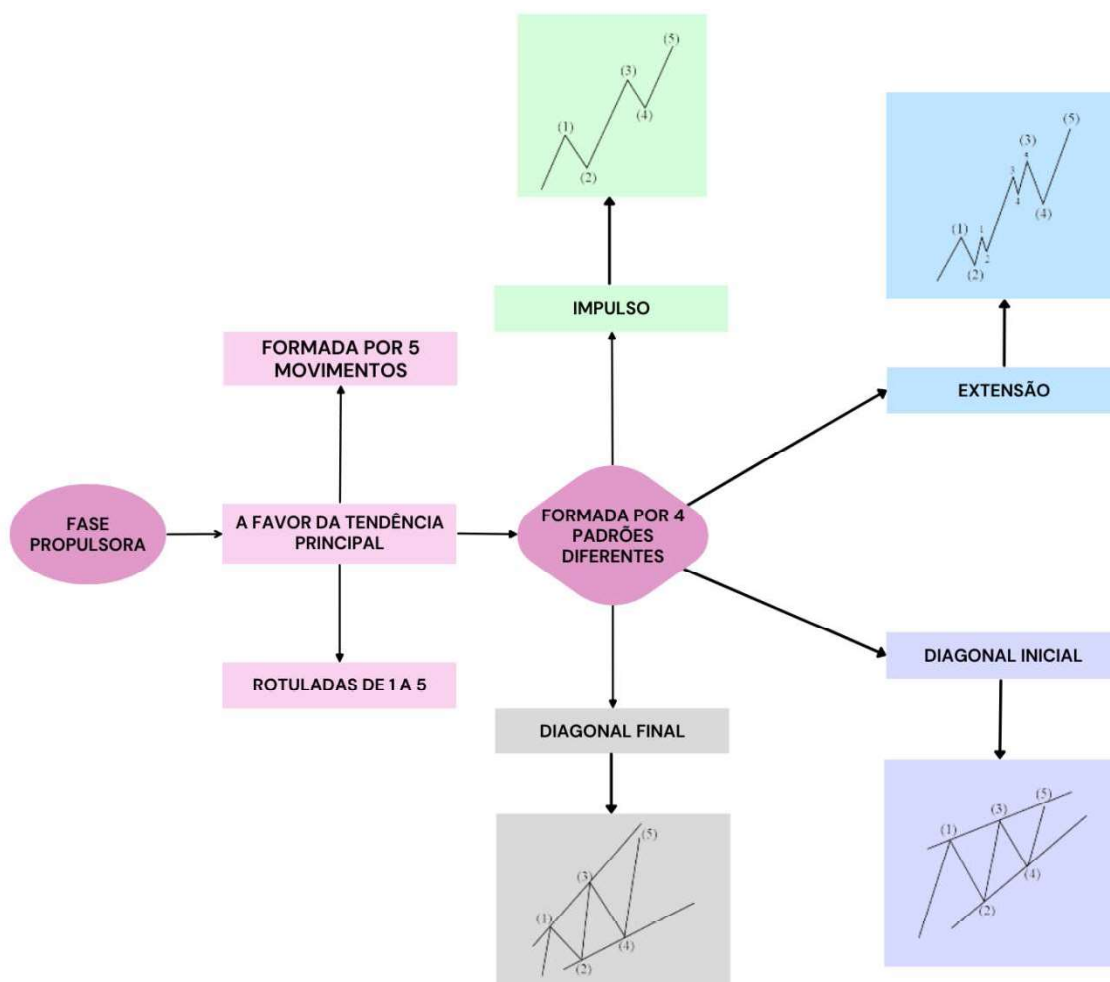 (5)
(3)
(1)
(4)
(2)
(5)
(3)
3
4
(1)
1
(4)
2
(2)
IMPULSO
FORMADA POR 5
MOVIMENTOS
EXTENSÃO
FASE
PROPULSORA
A FAVOR DA TENDÊNCIA
PRINCIPAL
FORMADA POR 4
PADRÕES
DIFERENTES
ROTULADAS DE 1 A 5
DIAGONAL INICIAL
DIAGONAL FINAL
(5)
(3)
(1)
(4)
(2)
(5)
(3)
(1)
(4)
(2)